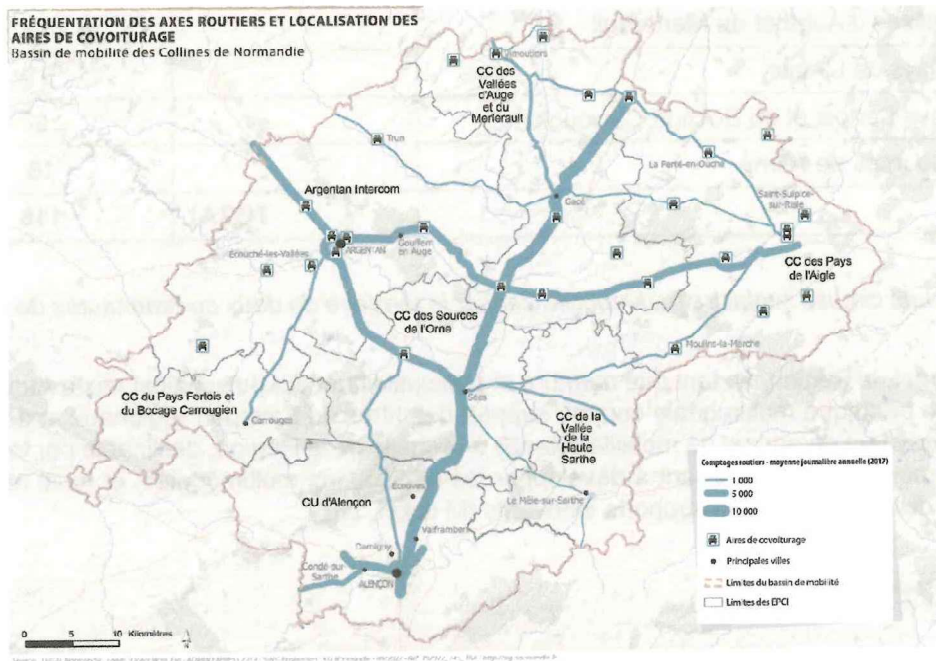 FRÉQUENTATION DES AXES ROUTIERS ET LOCALISATION DES
AIRES DE COVOITURAGE
Bassin de mobilité des Collines de Normandie
CC des
Vallées
d'Auge
et du
Merlerault
Trun
La Ferté-en-Ouche
Argentan Intercom
Gacé
Saint-Sulpice-
sur-Risle
Écouché-les-Vallées
ARGENTAN
Gouffern
en Auge
CC des Pays
de l'Aigle
CC des Sources
de l'Orne
Moulins-la-Marche
CC du Pays Fertois et
du Bocage Carrougien
Carrouges
Sées
CC de la
Vallée
de la
Haute
Sarthe
CU d'Alençon
Écouves
Le Mêle-sur-Sarthe
Valframbert
Damigny
Condé-sur-
Sarthe
ALENÇON
Comptages routiers - moyenne journalière annuelle (2017)
1 000
5 000
10 000
Aires de covoiturage
Principales villes
Limites du bassin de mobilité
Limites des EPCI
0 5 10 Kilomètres